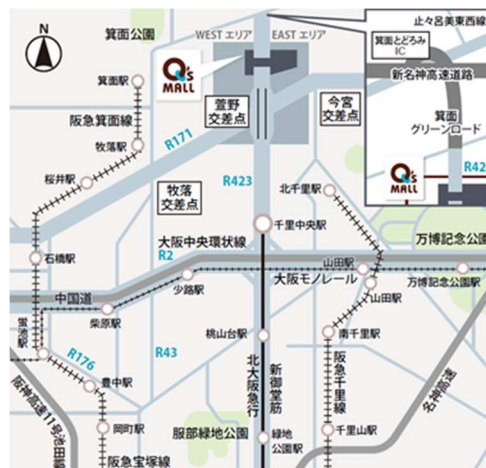 N
箕面公園
WEST エリア
EAST エリア
止々呂美東西線
箕面とどろみ
IC
新名神高速道路
箕面
グリーンロード
Q's
MALL
R42
Q's
MALL
箕面駅
阪急箕面線
牧落駅
R171
萱野
交差点
今宮
交差点
桜井駅
牧落
交差点
R423
北千里駅
千里中央駅
大阪中央環状線
万博記念公園
石橋駅
R2
山田駅
中国道
少路駅
大阪モノレール
万博記念公園駅
山田駅
蛍池駅
柴原駅
桃山台駅
南千里駅
R176
R43
北大阪急行
新御堂筋
阪急千里線
名神高速
豊中駅
阪神高速11号池田線
岡町駅
服部緑地公園
緑地
公園駅
千里山駅
阪急宝塚線